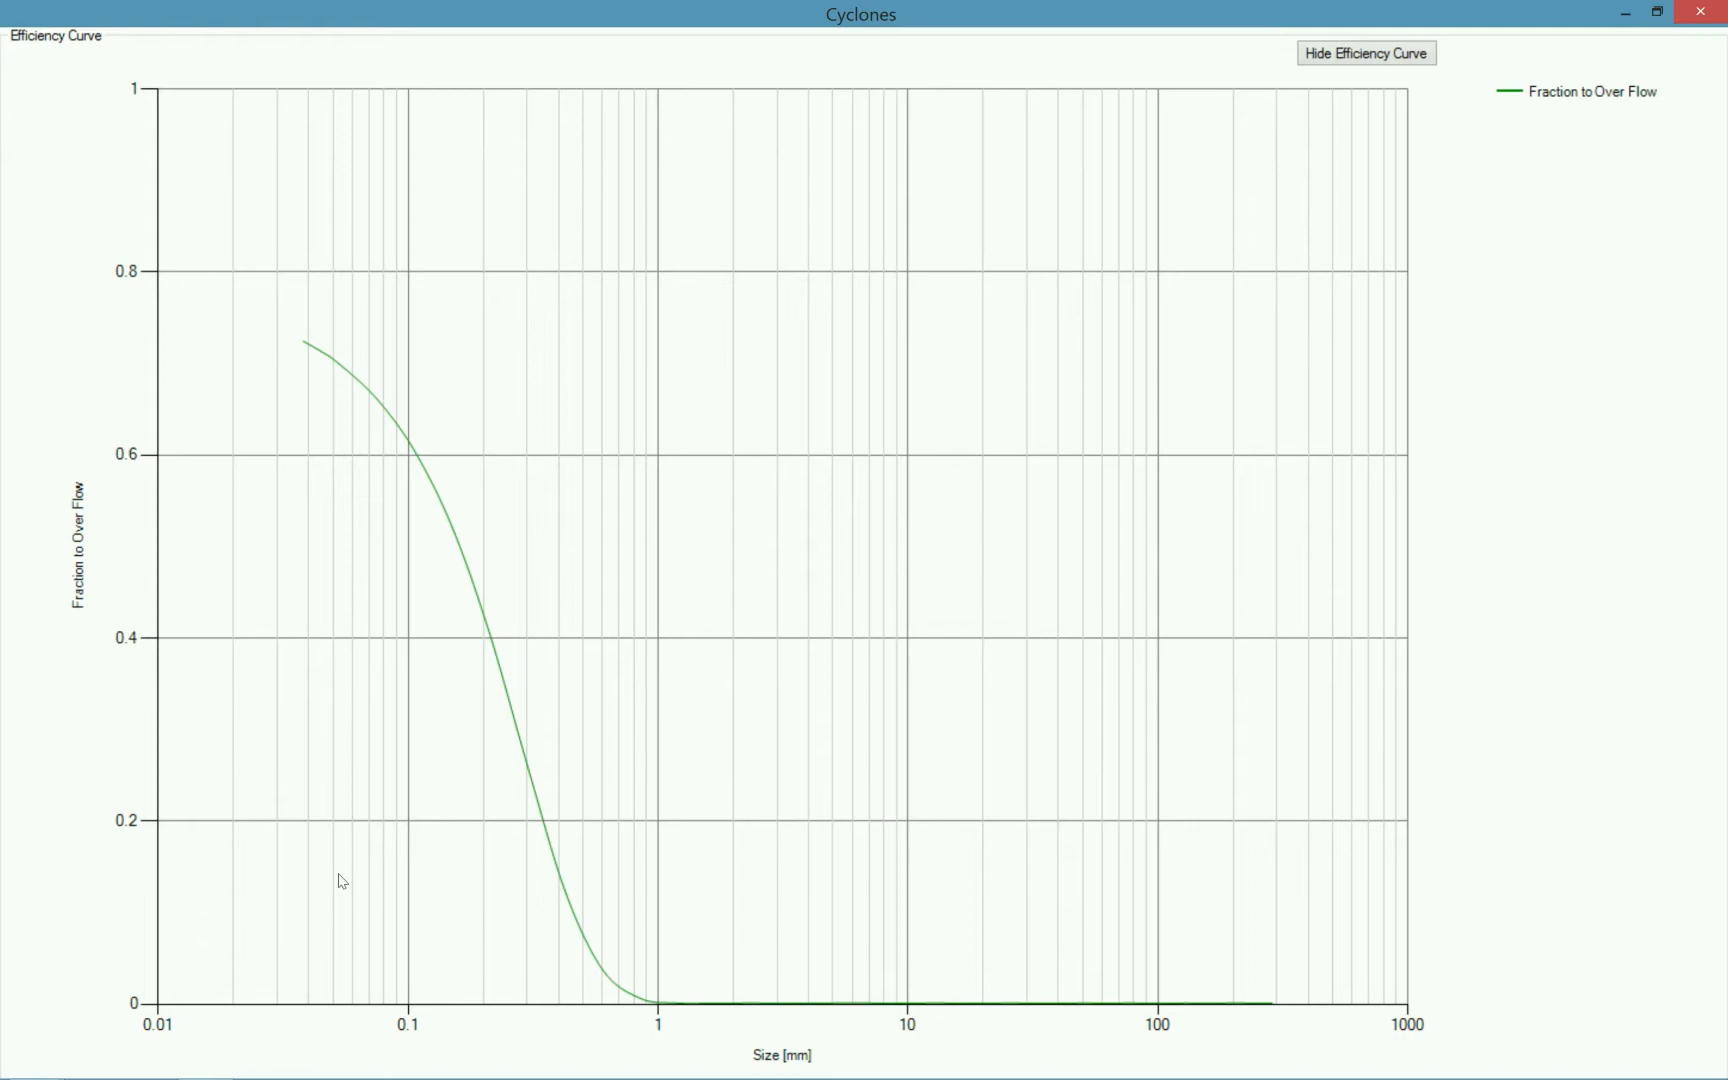 Cyclones
Efficiency Curve
Hide Efficiency Curve
Fraction to Over Flow
1
0.8
0.6
0.4
0.2
0
Fraction to Over Flow
0.01 0.1 1 10 100 1000
Size [mm]